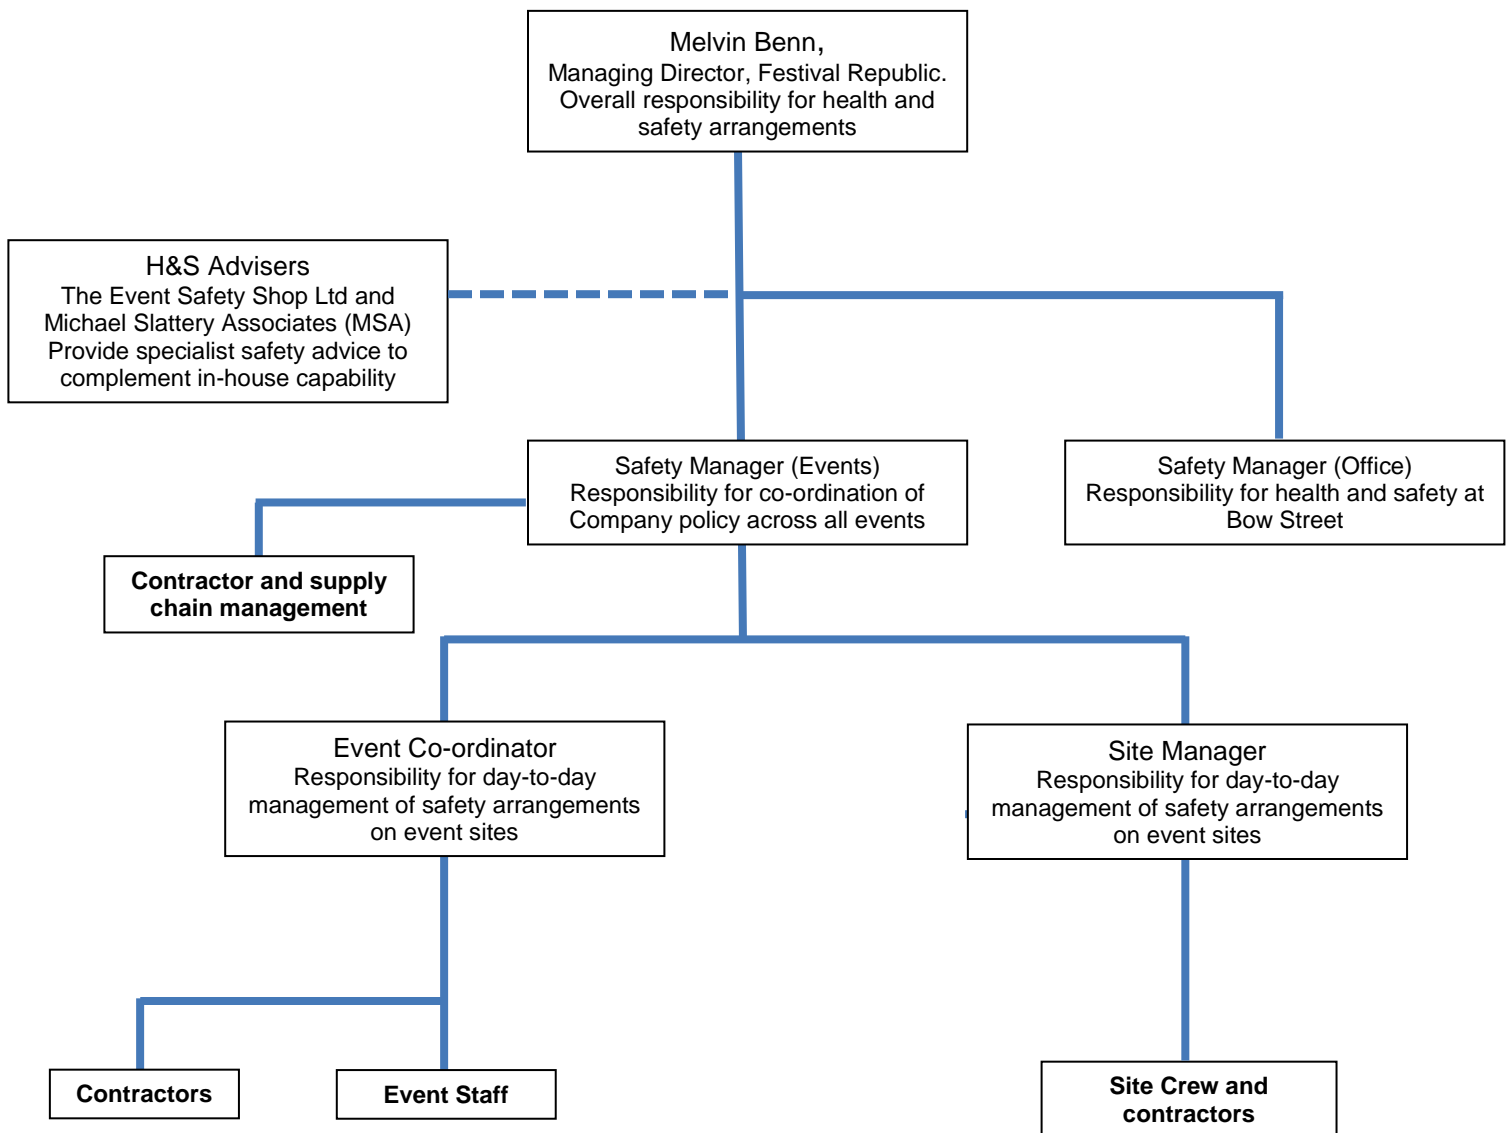 Melvin Benn,
Managing Director, Festival Republic.
Overall responsibility for health and
safety arrangements
H&S Advisers
The Event Safety Shop Ltd and
Michael Slattery Associates (MSA)
Provide specialist safety advice to
complement in-house capability
Safety Manager (Events)
Responsibility for co-ordination of
Company policy across all events
Safety Manager (Office)
Responsibility for health and safety at
Bow Street
Contractor and supply
chain management
Event Co-ordinator
Responsibility for day-to-day
management of safety arrangements
on event sites
Site Manager
Responsibility for day-to-day
management of safety arrangements
on event sites
Contractors
Event Staff
Site Crew and
contractors